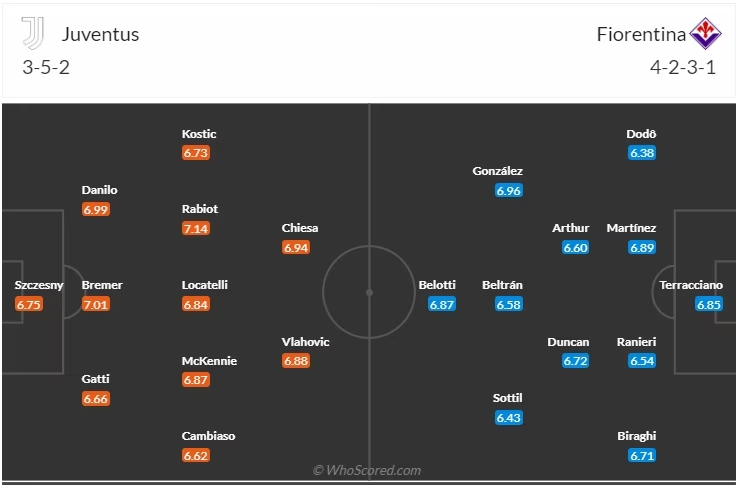 Juventus
Fiorentina
3-5-2
4-2-3-1
Kostic
6.73
Dodô
6.38
González
6.96
Danilo
6.99
Rabiot
7.14
Chiesa
6.94
Arthur
6.60
Martínez
6.89
Szczesny
6.75
Bremer
7.01
Locatelli
6.84
Belotti
6.87
Beltrán
6.58
Terracciano
6.85
Vlahovic
6.88
Duncan
6.72
Ranieri
6.54
McKennie
6.87
Gatti
6.66
Sottil
6.43
Cambiaso
6.62
Biraghi
6.71
© WhoScored.com